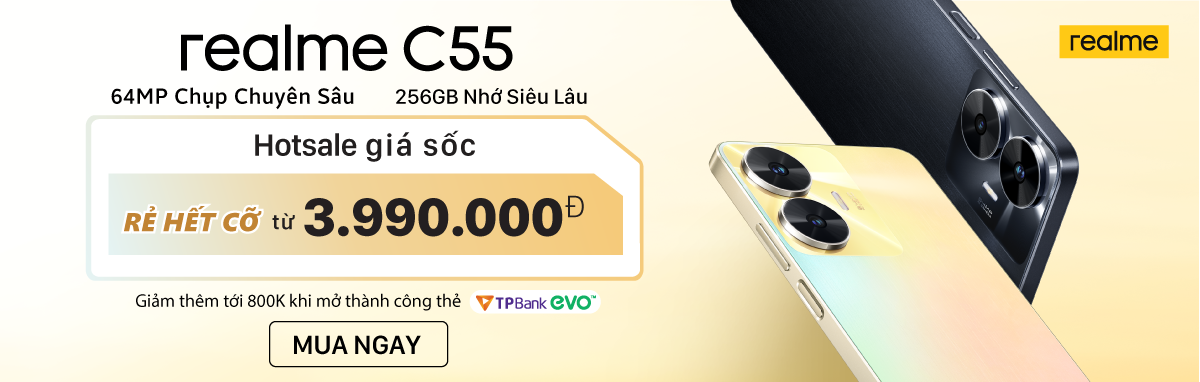 realme C55
64MP Chụp Chuyên Sâu 256GB Nhớ Siêu Lâu
Hotsale giá sốc
RẺ HẾT CỠ từ 3.990.000Đ
Giảm thêm tới 800K khi mở thành công thẻ TPBank evo™
MUA NGAY
realme